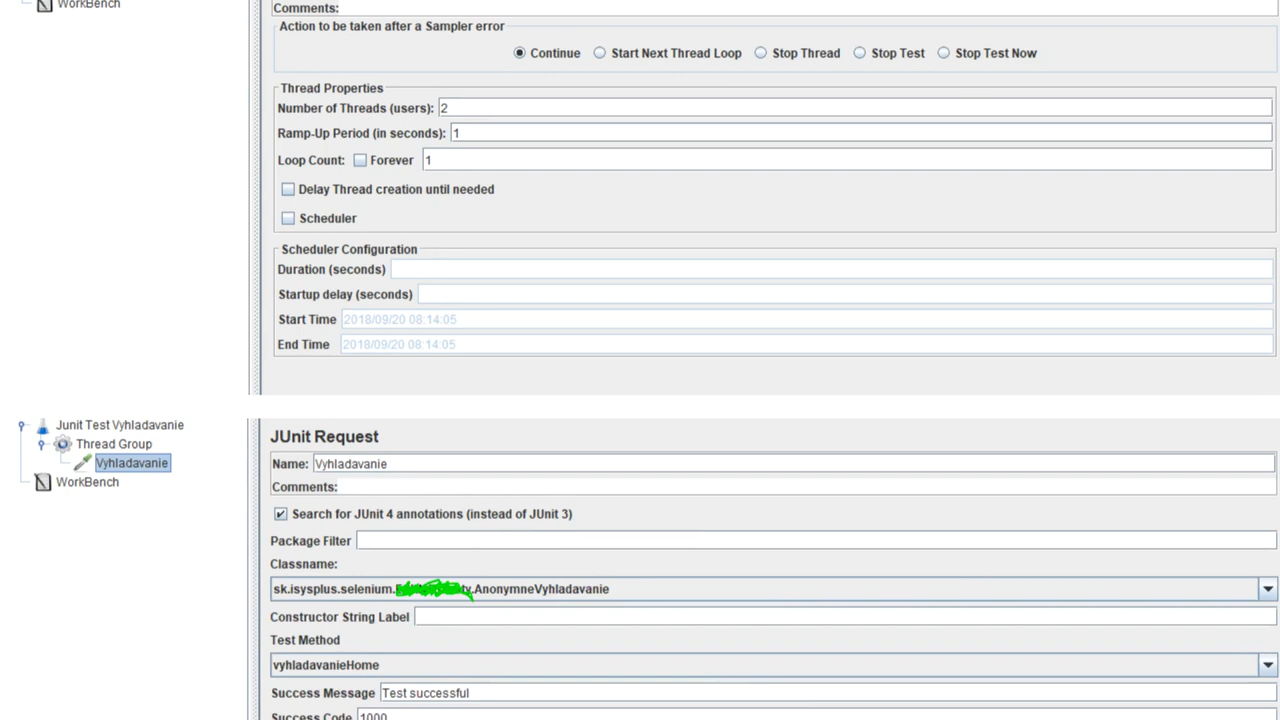 WorkBench
Comments:
Action to be taken after a Sampler error
Continue Start Next Thread Loop Stop Thread Stop Test Stop Test Now
Thread Properties
Number of Threads (users): 2
Ramp-Up Period (in seconds): 1
Loop Count: Forever 1
Delay Thread creation until needed
Scheduler
Scheduler Configuration
Duration (seconds)
Startup delay (seconds)
Start Time 2018/09/20 08:14:05
End Time 2018/09/20 08:14:05
Junit Test Vyhladavanie
Thread Group
Vyhladavanie
WorkBench
JUnit Request
Name: Vyhladavanie
Comments:
Search for JUnit 4 annotations (instead of JUnit 3)
Package Filter
Classname:
sk.isysplus.selenium. .AnonymneVyhladavanie
Constructor String Label
Test Method
vyhladavanieHome
Success Message Test successful
Success Code 1000